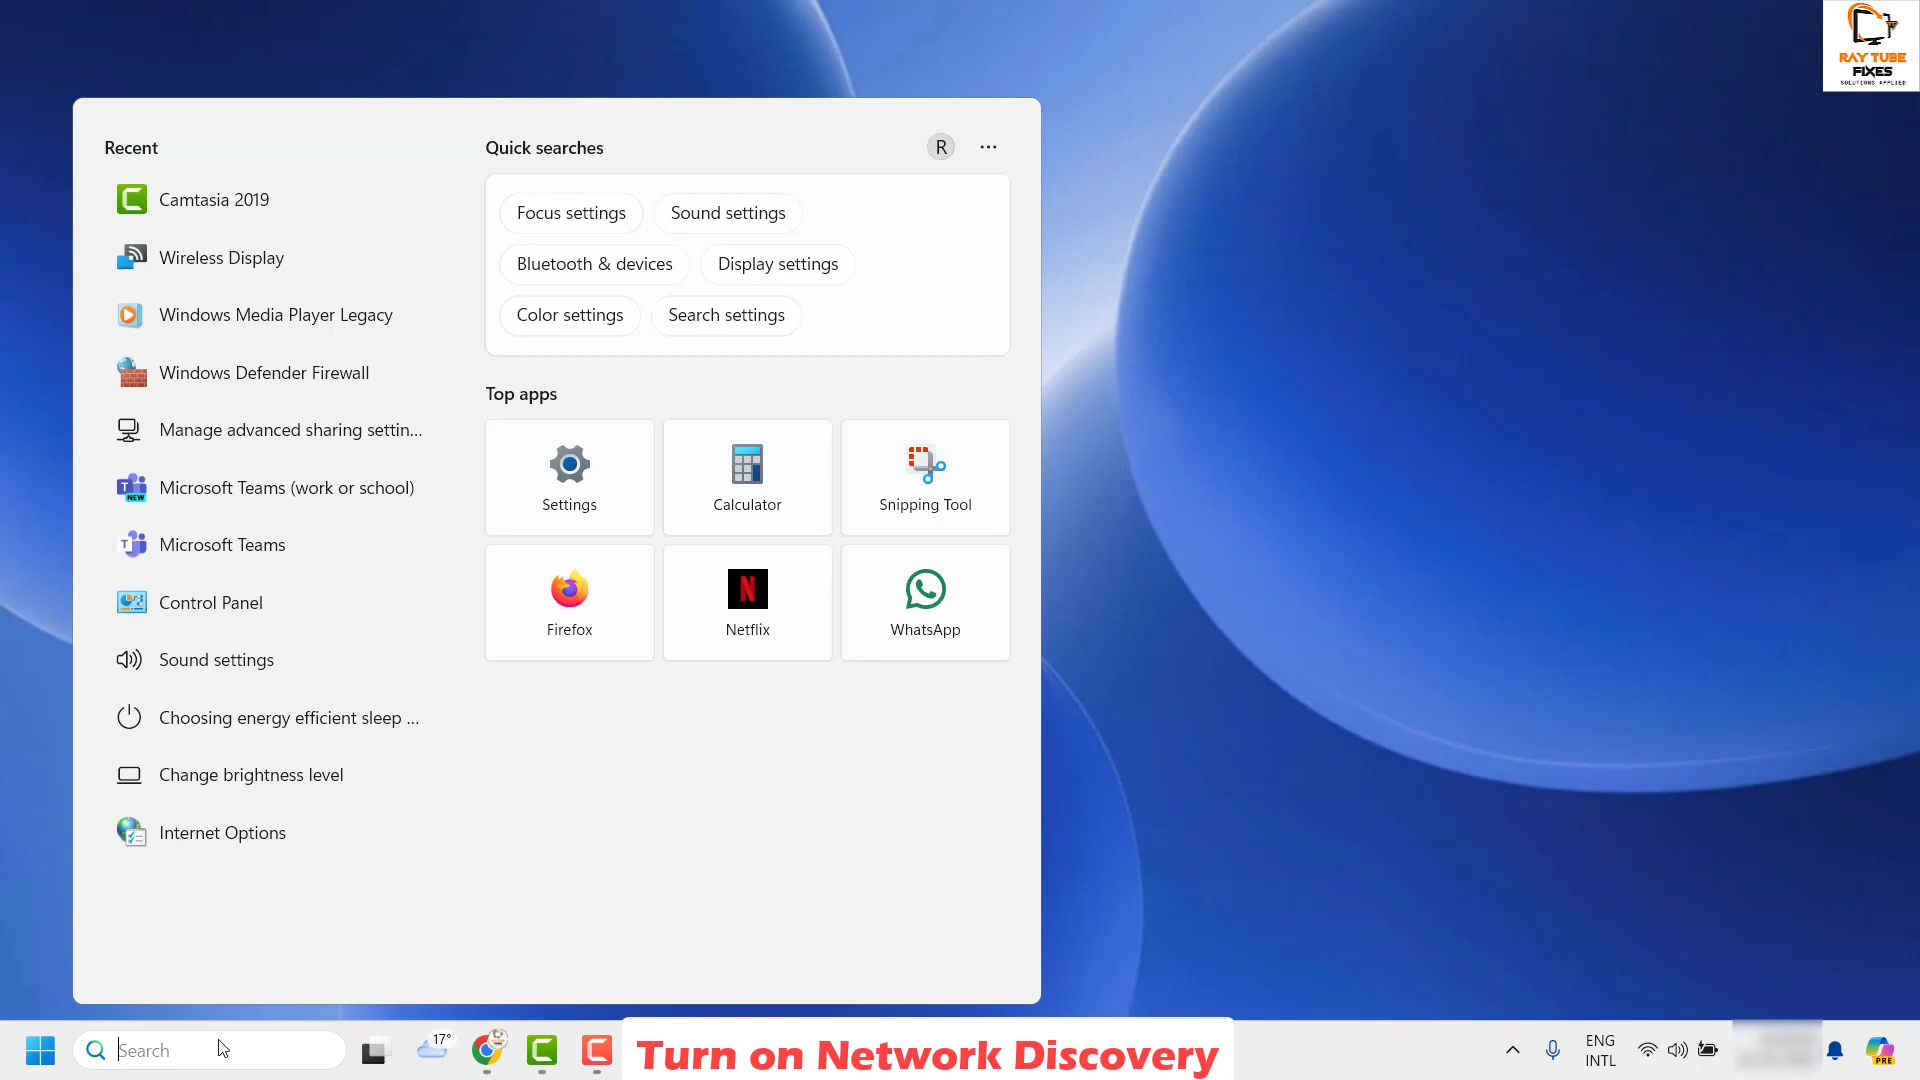 RAY TUBE
FIXES
SOLUTIONS APPLIED
Recent
Camtasia 2019
Wireless Display
Windows Media Player Legacy
Windows Defender Firewall
Manage advanced sharing settin...
Microsoft Teams (work or school)
NEW
Microsoft Teams
Control Panel
Sound settings
Choosing energy efficient sleep ...
Change brightness level
Internet Options
Quick searches
R
Focus settings
Sound settings
Bluetooth & devices
Display settings
Color settings
Search settings
Top apps
Settings
Calculator
Snipping Tool
Firefox
Netflix
WhatsApp
Search
17°
Turn on Network Discovery
ENG
INTL
PRE